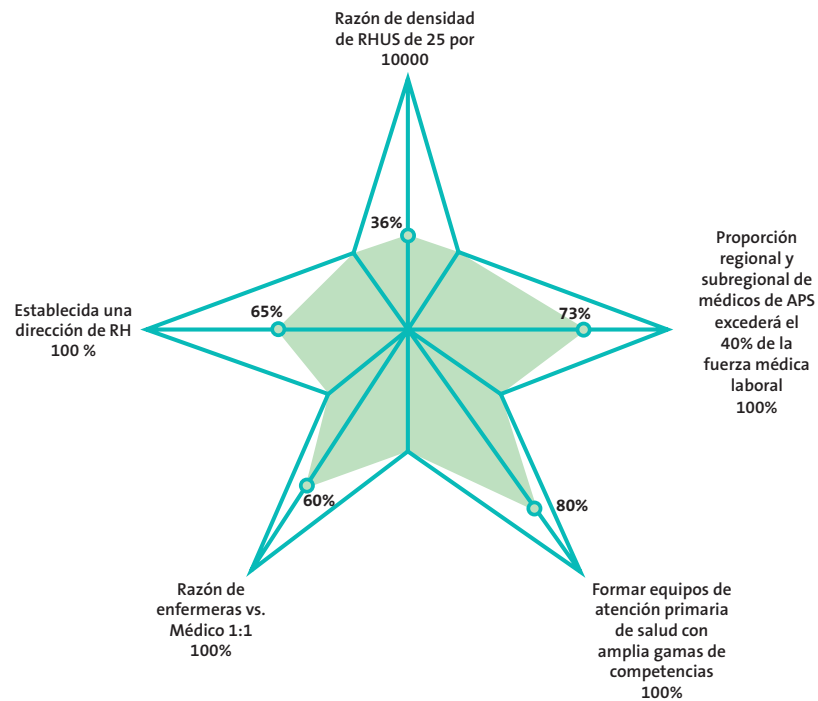 Razón de densidad
de RHUS de 25 por
10000
36%
Proporción
regional y
subregional de
médicos de APS
excederá el
40% de la
fuerza médica
laboral
100%
73%
Establecida una
dirección de RH
100 %
65%
60%
80%
Razón de
enfermeras vs.
Médico 1:1
100%
Formar equipos de
atención primaria
de salud con
amplia gamas de
competencias
100%